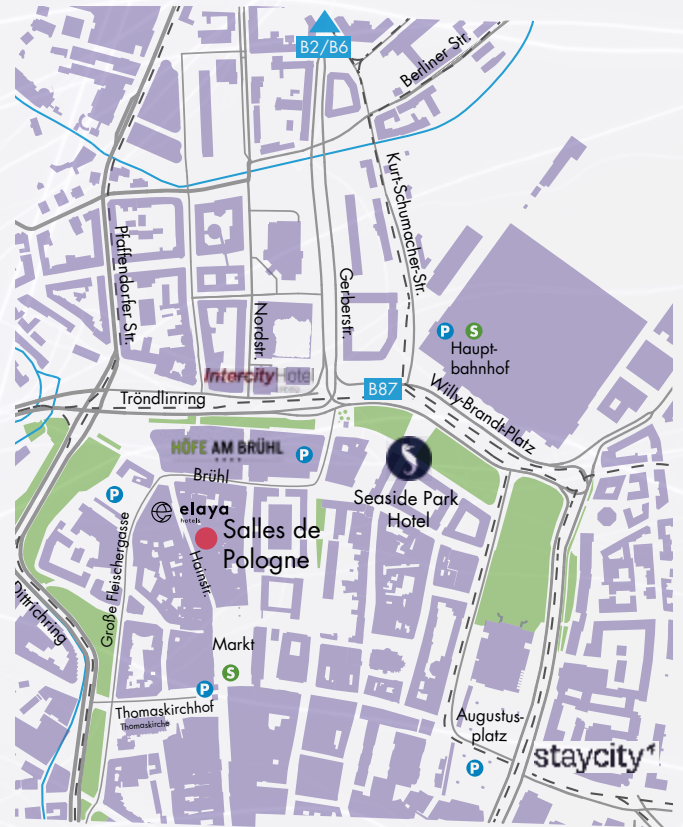 B2/B6
Berliner Str.
Kurt-Schumacher-Str.
Pfaffendorfer Str.
Gerberstr.
Nordstr.
P
S
Haupt-
bahnhof
IntercityHotel
B87
Tröndlinring
Willy-Brandt-Platz
HÖFE AM BRÜHL
P
Brühl
P
Seaside Park
Hotel
elaya
hotels
Salles de
Pologne
Große Fleischergasse
Hainstr.
Dittrichring
Markt
S
P
Thomaskirchhof
Thomaskirche
Augustus-
platz
P
staycity